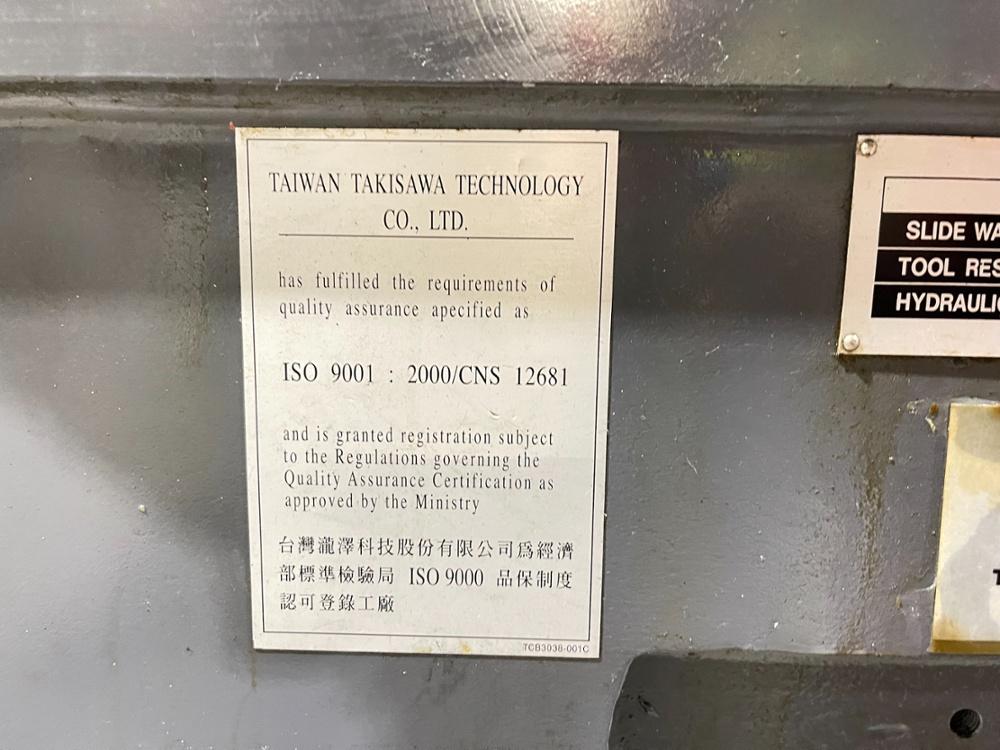 TAIWAN TAKISAWA TECHNOLOGY
CO., LTD.
has fulfilled the requirements of
quality assurance apecified as
ISO 9001 : 2000/CNS 12681
and is granted registration subject
to the Regulations governing the
Quality Assurance Certification as
approved by the Ministry
台灣瀧澤科技股份有限公司爲經濟
部標準檢驗局 ISO 9000 品保制度
認可登錄工廠
TCB3038-001C
SLIDE WA
TOOL RES
HYDRAULIC
T